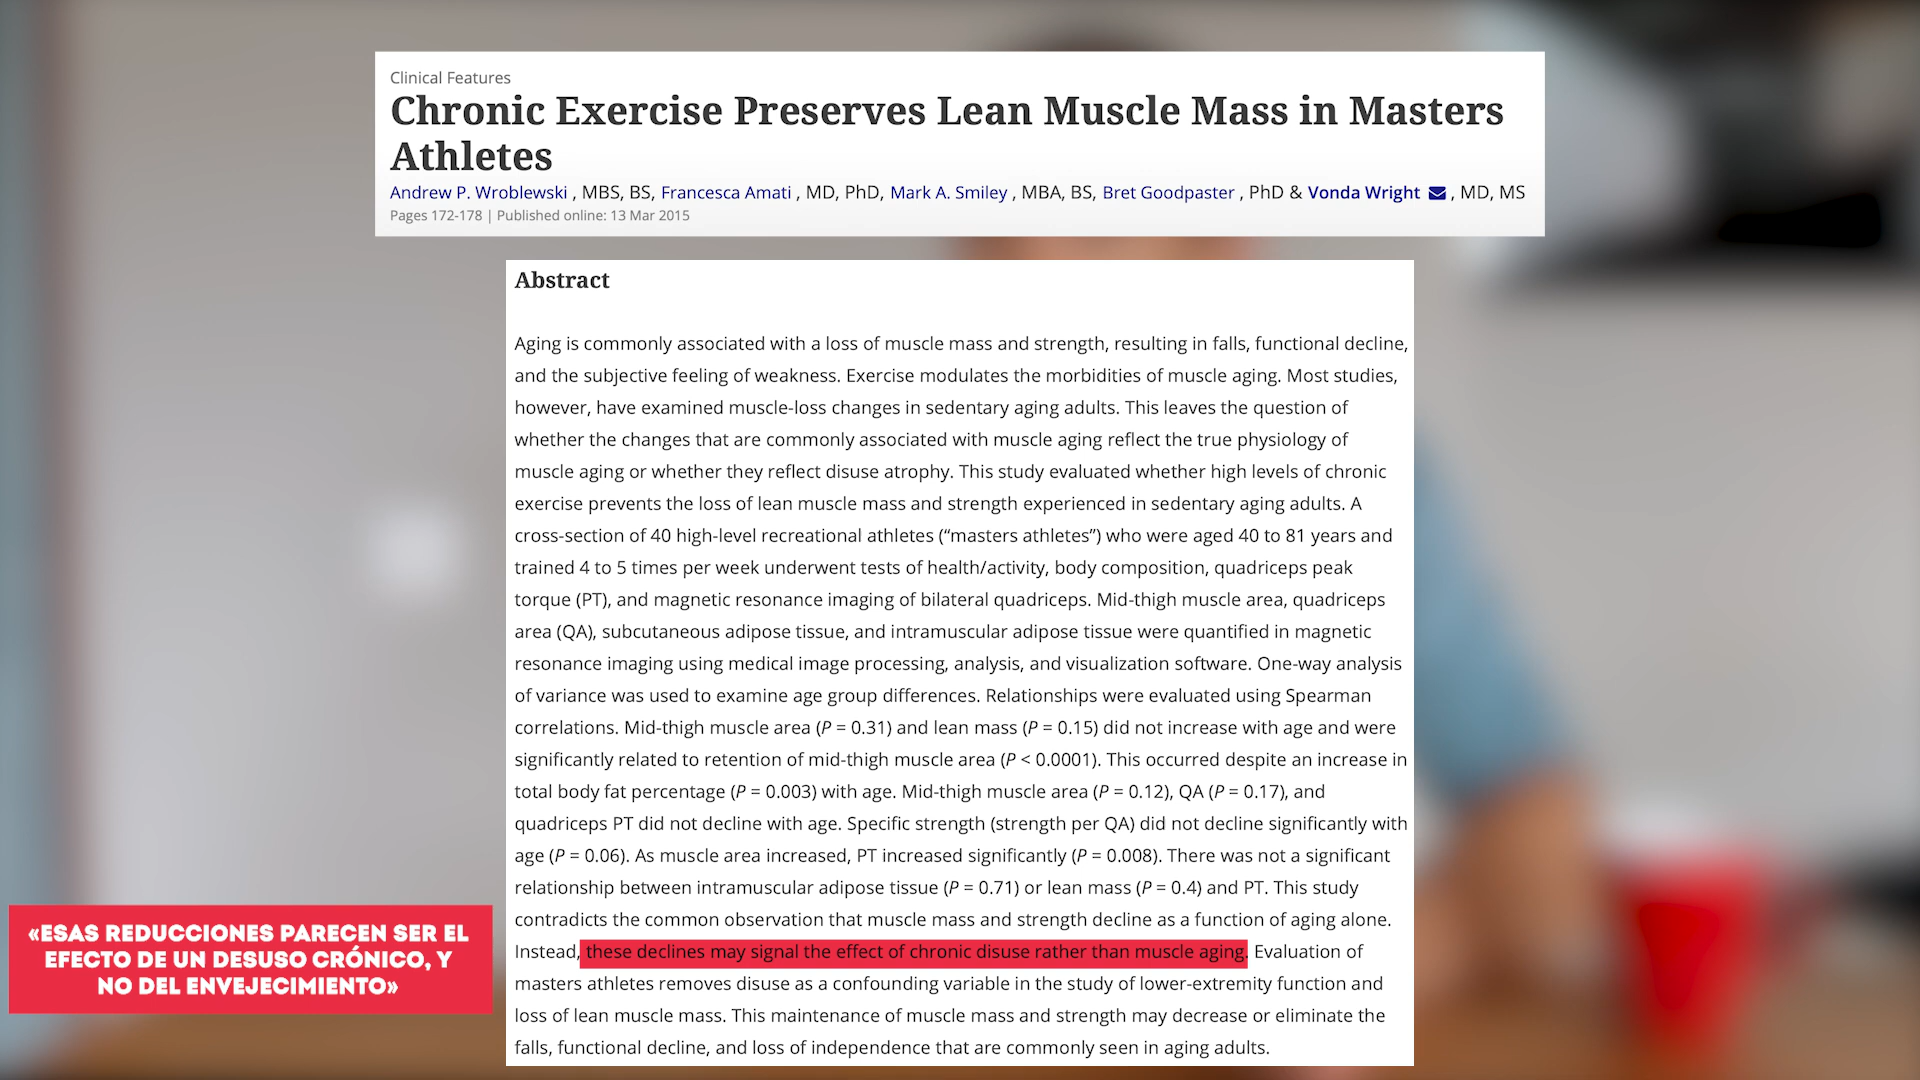 Clinical Features
Chronic Exercise Preserves Lean Muscle Mass in Masters
Athletes
Andrew P. Wroblewski , MBS, BS, Francesca Amati , MD, PhD, Mark A. Smiley , MBA, BS, Bret Goodpaster , PhD & Vonda Wright , MD, MS
Pages 172-178 | Published online: 13 Mar 2015
Abstract
Aging is commonly associated with a loss of muscle mass and strength, resulting in falls, functional decline,
and the subjective feeling of weakness. Exercise modulates the morbidities of muscle aging. Most studies,
however, have examined muscle-loss changes in sedentary aging adults. This leaves the question of
whether the changes that are commonly associated with muscle aging reflect the true physiology of
muscle aging or whether they reflect disuse atrophy. This study evaluated whether high levels of chronic
exercise prevents the loss of lean muscle mass and strength experienced in sedentary aging adults. A
cross-section of 40 high-level recreational athletes (“masters athletes”) who were aged 40 to 81 years and
trained 4 to 5 times per week underwent tests of health/activity, body composition, quadriceps peak
torque (PT), and magnetic resonance imaging of bilateral quadriceps. Mid-thigh muscle area, quadriceps
area (QA), subcutaneous adipose tissue, and intramuscular adipose tissue were quantified in magnetic
resonance imaging using medical image processing, analysis, and visualization software. One-way analysis
of variance was used to examine age group differences. Relationships were evaluated using Spearman
correlations. Mid-thigh muscle area (P = 0.31) and lean mass (P = 0.15) did not increase with age and were
significantly related to retention of mid-thigh muscle area (P < 0.0001). This occurred despite an increase in
total body fat percentage (P = 0.003) with age. Mid-thigh muscle area (P = 0.12), QA (P = 0.17), and
quadriceps PT did not decline with age. Specific strength (strength per QA) did not decline significantly with
age (P = 0.06). As muscle area increased, PT increased significantly (P = 0.008). There was not a significant
relationship between intramuscular adipose tissue (P = 0.71) or lean mass (P = 0.4) and PT. This study
contradicts the common observation that muscle mass and strength decline as a function of aging alone.
Instead, these declines may signal the effect of chronic disuse rather than muscle aging. Evaluation of
masters athletes removes disuse as a confounding variable in the study of lower-extremity function and
loss of lean muscle mass. This maintenance of muscle mass and strength may decrease or eliminate the
falls, functional decline, and loss of independence that are commonly seen in aging adults.
«ESAS REDUCCIONES PARECEN SER EL
EFECTO DE UN DESUSO CRÓNICO, Y
NO DEL ENVEJECIMIENTO»